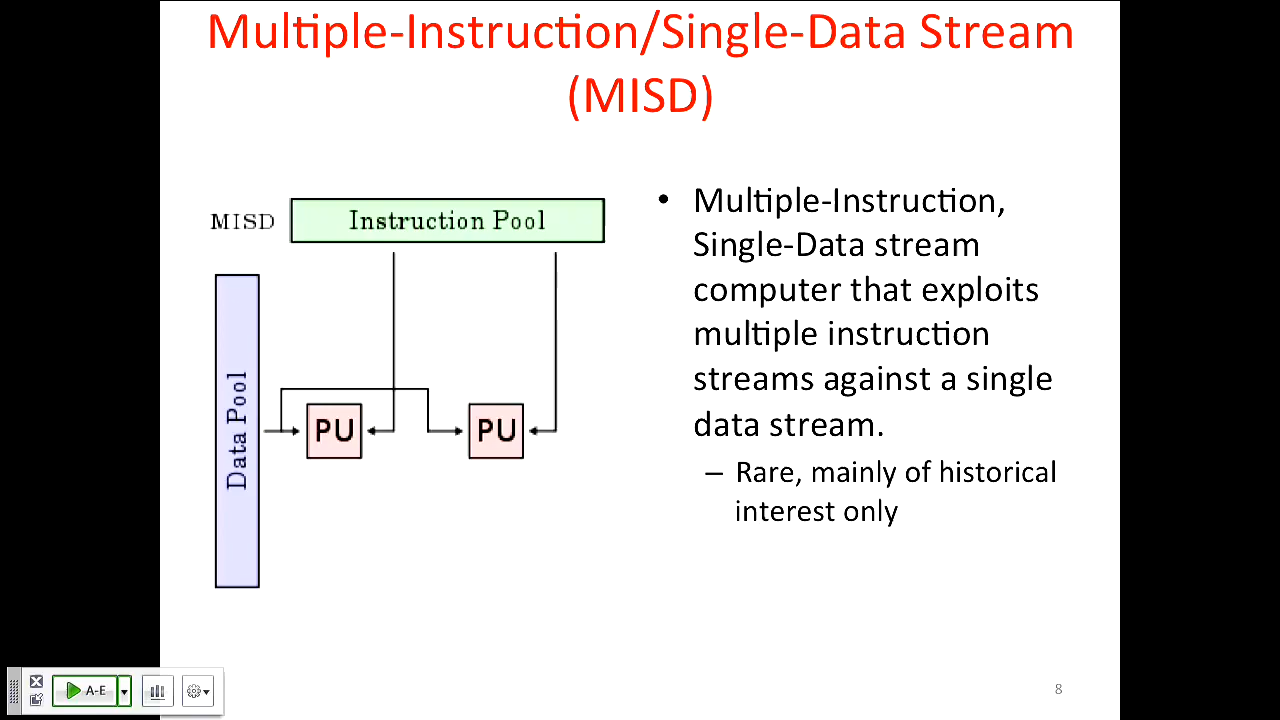 Multiple-Instruction/Single-Data Stream
(MISD)
MISD
Instruction Pool
Data Pool
PU
PU
• Multiple-Instruction,
Single-Data stream
computer that exploits
multiple instruction
streams against a single
data stream.
– Rare, mainly of historical
interest only
A-E
8